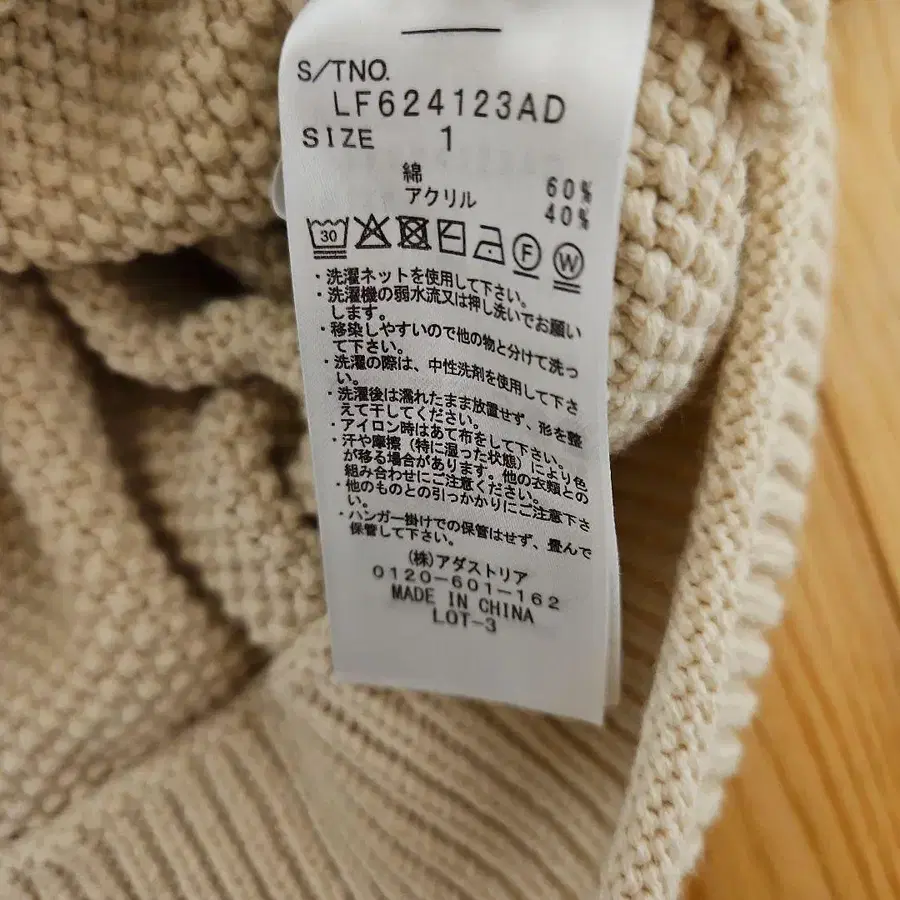 S/TNO.
LF624123AD
SIZE 1
綿 60%
アクリル 40%
30 F W
・洗濯ネットを使用して下さい。
・洗濯機の弱水流又は押し洗いでお願い
します。
・移染しやすいので他の物と分けて洗っ
て下さい。
・洗濯の際は、中性洗剤を使用して下さ
い。
・洗濯後は濡れたまま放置せず、形を整
えて干してください。
・アイロン時はあて布をして下さい。
・汗や摩擦（特に湿った状態）により色
が移る場合があります。他の衣類との
組み合わせにご注意ください。
・他のものとの引っかかりにご注意下さ
い。
・ハンガー掛けでの保管はせず、畳んで
保管して下さい。
(株)アダストリア
0120-601-162
MADE IN CHINA
LOT-3